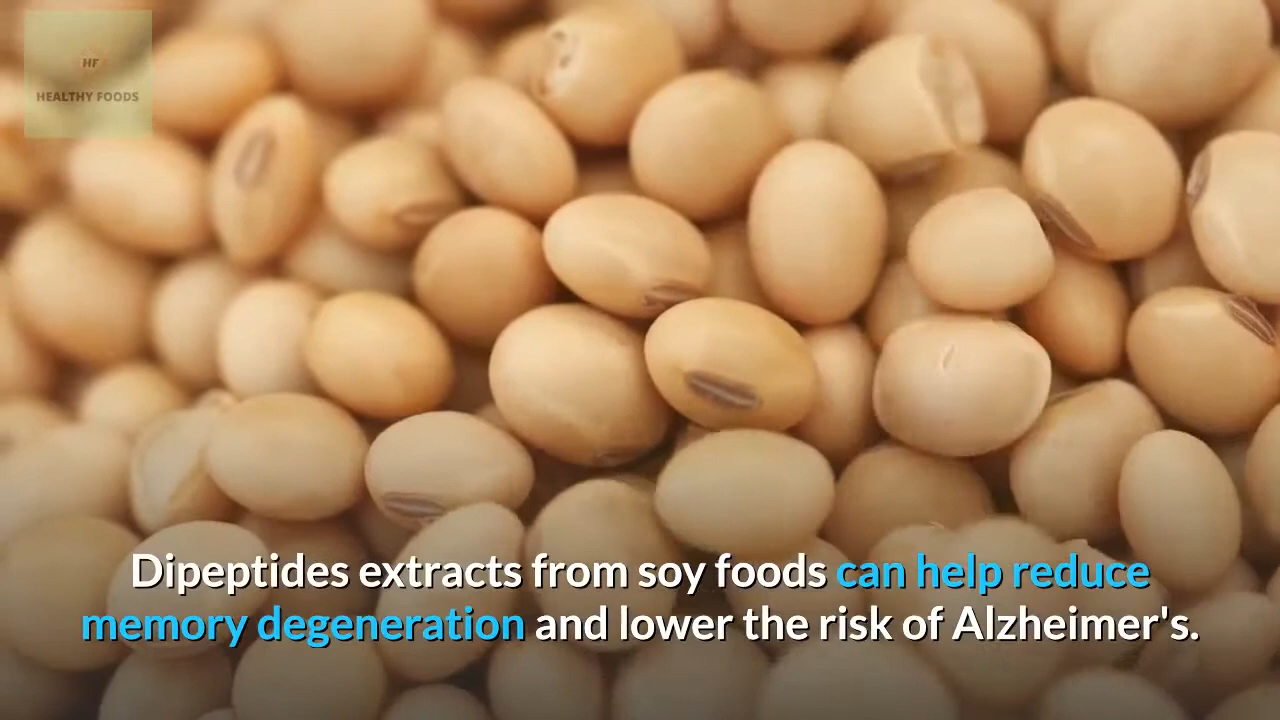 HF
HEALTHY FOODS
Dipeptides extracts from soy foods can help reduce
memory degeneration and lower the risk of Alzheimer's.